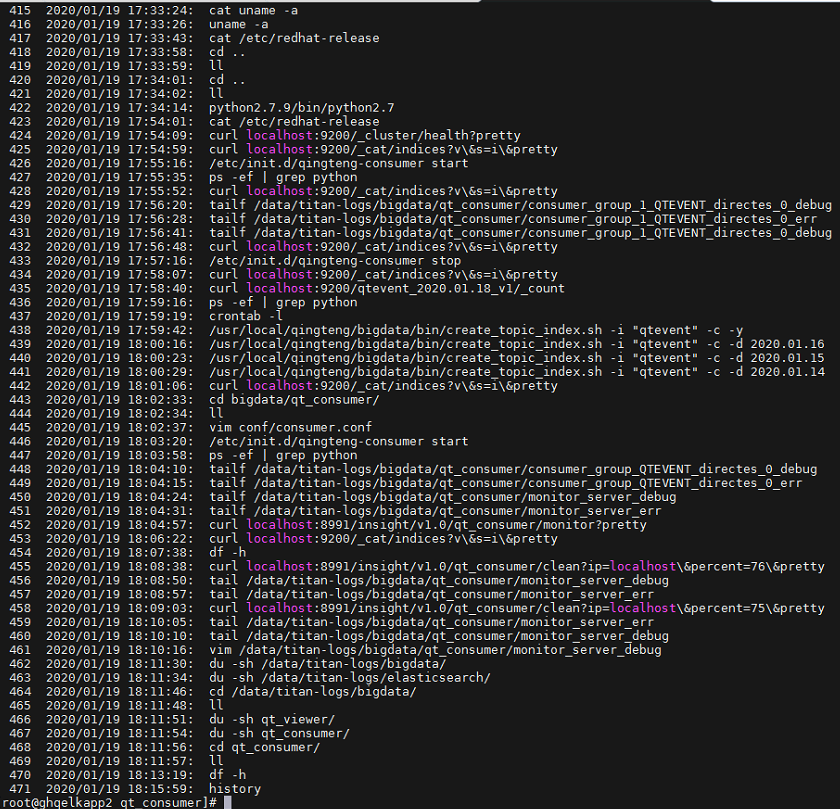 415  2020/01/19 17:33:24:  cat uname -a
416  2020/01/19 17:33:26:  uname -a
417  2020/01/19 17:33:43:  cat /etc/redhat-release
418  2020/01/19 17:33:58:  cd ..
419  2020/01/19 17:33:59:  ll
420  2020/01/19 17:34:01:  cd ..
421  2020/01/19 17:34:02:  ll
422  2020/01/19 17:34:14:  python2.7.9/bin/python2.7
423  2020/01/19 17:54:01:  cat /etc/redhat-release
424  2020/01/19 17:54:09:  curl localhost:9200/_cluster/health?pretty
425  2020/01/19 17:54:59:  curl localhost:9200/_cat/indices?v\&s=i\&pretty
426  2020/01/19 17:55:16:  /etc/init.d/qingteng-consumer start
427  2020/01/19 17:55:35:  ps -ef | grep python
428  2020/01/19 17:55:52:  curl localhost:9200/_cat/indices?v\&s=i\&pretty
429  2020/01/19 17:56:20:  tailf /data/titan-logs/bigdata/qt_consumer/consumer_group_1_QTEVENT_directes_0_debug
430  2020/01/19 17:56:28:  tailf /data/titan-logs/bigdata/qt_consumer/consumer_group_1_QTEVENT_directes_0_err
431  2020/01/19 17:56:41:  tailf /data/titan-logs/bigdata/qt_consumer/consumer_group_1_QTEVENT_directes_0_debug
432  2020/01/19 17:56:48:  curl localhost:9200/_cat/indices?v\&s=i\&pretty
433  2020/01/19 17:57:16:  /etc/init.d/qingteng-consumer stop
434  2020/01/19 17:58:07:  curl localhost:9200/_cat/indices?v\&s=i\&pretty
435  2020/01/19 17:58:40:  curl localhost:9200/qtevent_2020.01.18_v1/_count
436  2020/01/19 17:59:16:  ps -ef | grep python
437  2020/01/19 17:59:19:  crontab -l
438  2020/01/19 17:59:42:  /usr/local/qingteng/bigdata/bin/create_topic_index.sh -i "qtevent" -c -y
439  2020/01/19 18:00:16:  /usr/local/qingteng/bigdata/bin/create_topic_index.sh -i "qtevent" -c -d 2020.01.16
440  2020/01/19 18:00:23:  /usr/local/qingteng/bigdata/bin/create_topic_index.sh -i "qtevent" -c -d 2020.01.15
441  2020/01/19 18:00:29:  /usr/local/qingteng/bigdata/bin/create_topic_index.sh -i "qtevent" -c -d 2020.01.14
442  2020/01/19 18:01:06:  curl localhost:9200/_cat/indices?v\&s=i\&pretty
443  2020/01/19 18:02:33:  cd bigdata/qt_consumer/
444  2020/01/19 18:02:34:  ll
445  2020/01/19 18:02:37:  vim conf/consumer.conf
446  2020/01/19 18:03:20:  /etc/init.d/qingteng-consumer start
447  2020/01/19 18:03:58:  ps -ef | grep python
448  2020/01/19 18:04:10:  tailf /data/titan-logs/bigdata/qt_consumer/consumer_group_QTEVENT_directes_0_debug
449  2020/01/19 18:04:15:  tailf /data/titan-logs/bigdata/qt_consumer/consumer_group_QTEVENT_directes_0_err
450  2020/01/19 18:04:24:  tailf /data/titan-logs/bigdata/qt_consumer/monitor_server_debug
451  2020/01/19 18:04:31:  tailf /data/titan-logs/bigdata/qt_consumer/monitor_server_err
452  2020/01/19 18:04:57:  curl localhost:8991/insight/v1.0/qt_consumer/monitor?pretty
453  2020/01/19 18:06:22:  curl localhost:9200/_cat/indices?v\&s=i\&pretty
454  2020/01/19 18:07:38:  df -h
455  2020/01/19 18:08:38:  curl localhost:8991/insight/v1.0/qt_consumer/clean?ip=localhost\&percent=76\&pretty
456  2020/01/19 18:08:50:  tail /data/titan-logs/bigdata/qt_consumer/monitor_server_debug
457  2020/01/19 18:08:57:  tail /data/titan-logs/bigdata/qt_consumer/monitor_server_err
458  2020/01/19 18:09:03:  curl localhost:8991/insight/v1.0/qt_consumer/clean?ip=localhost\&percent=75\&pretty
459  2020/01/19 18:10:05:  tail /data/titan-logs/bigdata/qt_consumer/monitor_server_err
460  2020/01/19 18:10:10:  tail /data/titan-logs/bigdata/qt_consumer/monitor_server_debug
461  2020/01/19 18:10:16:  vim /data/titan-logs/bigdata/qt_consumer/monitor_server_debug
462  2020/01/19 18:11:30:  du -sh /data/titan-logs/bigdata/
463  2020/01/19 18:11:34:  du -sh /data/titan-logs/elasticsearch/
464  2020/01/19 18:11:46:  cd /data/titan-logs/bigdata/
465  2020/01/19 18:11:48:  ll
466  2020/01/19 18:11:51:  du -sh qt_viewer/
467  2020/01/19 18:11:54:  du -sh qt_consumer/
468  2020/01/19 18:11:56:  cd qt_consumer/
469  2020/01/19 18:11:57:  ll
470  2020/01/19 18:13:19:  df -h
471  2020/01/19 18:15:59:  history
root@ghqelkapp2 qt_consumer]#